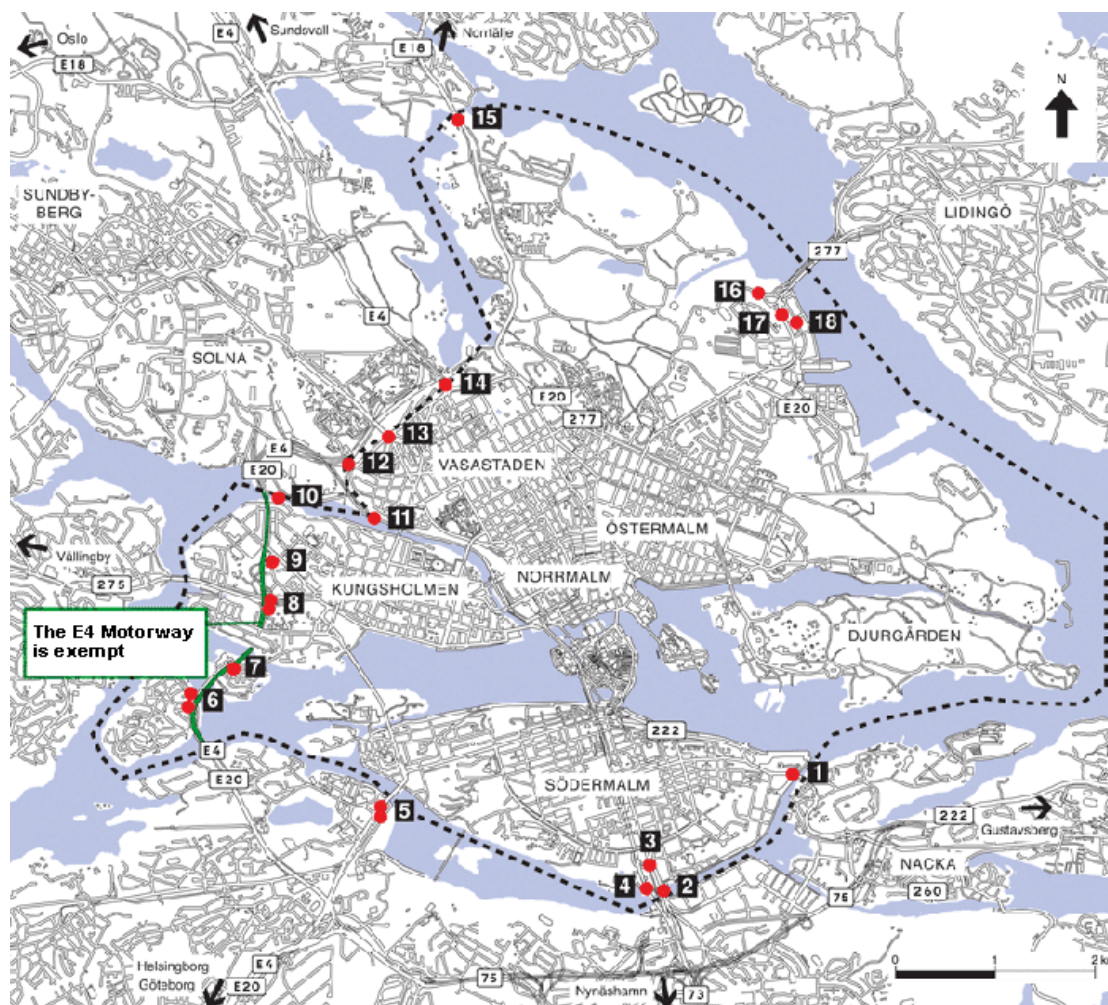 E4
Sundsvall
Norrtälje
Oslo
E18
E18
N
15
SUNDBY-
BERG
LIDINGÖ
277
16
17
18
E4
SOLNA
14
E20
277
E20
13
E4
12
VASASTADEN
E20
10
11
ÖSTERMALM
Vällingby
9
NORRMALM
275
KUNGSHOLMEN
8
The E4 Motorway
is exempt
DJURGÅRDEN
7
6
222
E4
E20
1
SÖDERMALM
5
222
Gustavsberg
3
NACKA
4
2
75
260
Helsingborg
Göteborg
E4
E20
75
Nynäshamn
73
0
1
2 km